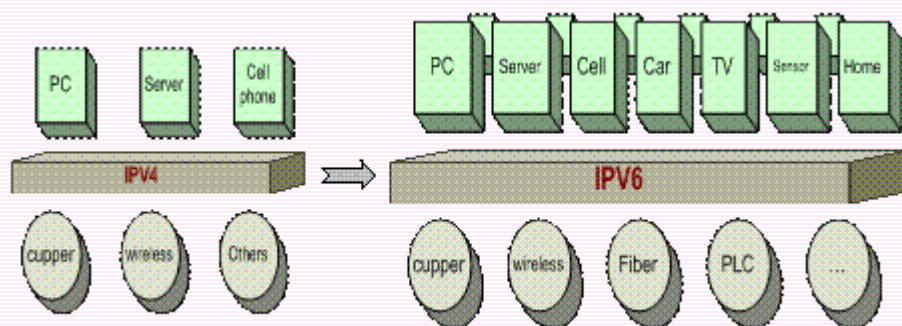 PC
Server
Cell
phone
IPV4
cupper
wireless
Others
PC
Server
Cell
Car
TV
Sensor
Home
IPV6
cupper
wireless
Fiber
PLC
...